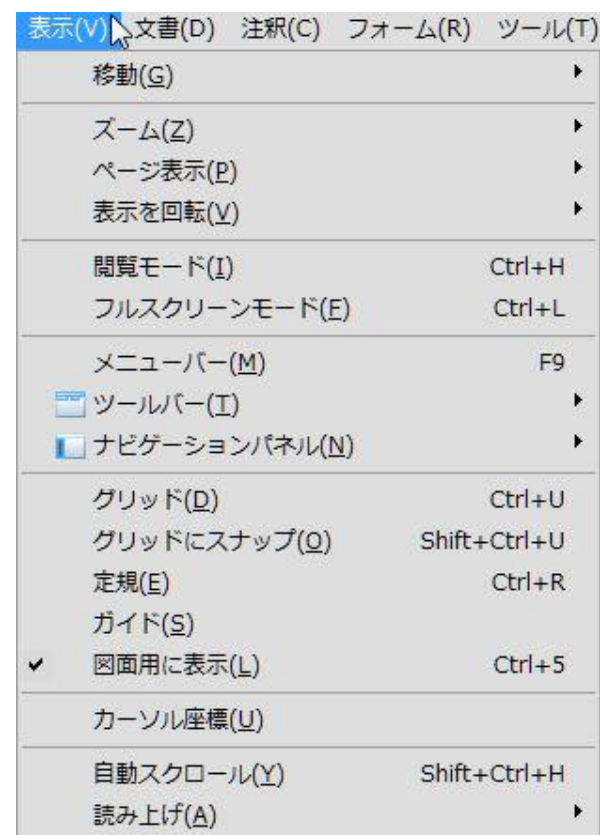 表示(V) 文書(D) 注釈(C) フォーム(R) ツール(T)
移動(G)
ズーム(Z)
ページ表示(P)
表示を回転(V)
閲覧モード(I) Ctrl+H
フルスクリーンモード(F) Ctrl+L
メニューバー(M) F9
ツールバー(T)
ナビゲーションパネル(N)
グリッド(D) Ctrl+U
グリッドにスナップ(O) Shift+Ctrl+U
定規(E) Ctrl+R
ガイド(S)
図面用に表示(L) Ctrl+5
カーソル座標(U)
自動スクロール(Y) Shift+Ctrl+H
読み上げ(A)